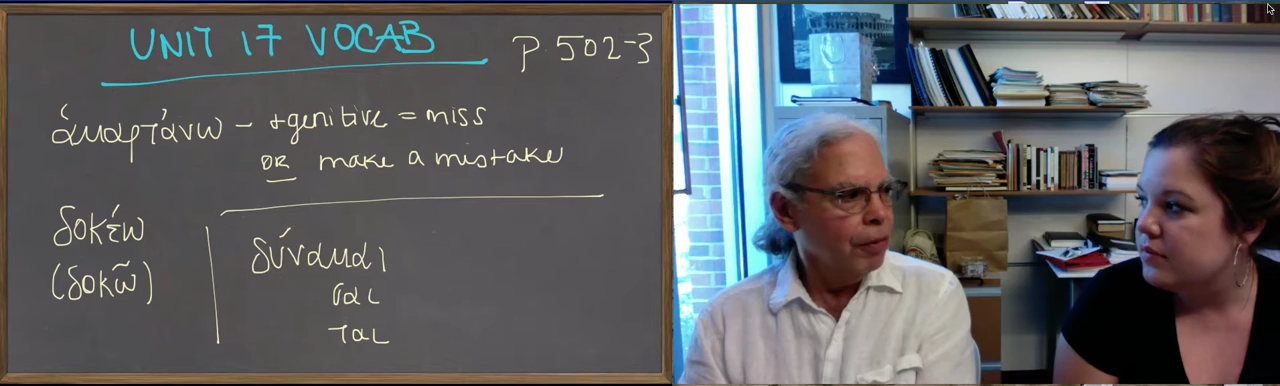 UNIT 17 VOCAB
P. 502-3
ἁμαρτάνω - +genitive = miss
OR make a mistake
δοκέω
(δοκῶ)
δύναμαι
σαι
ται